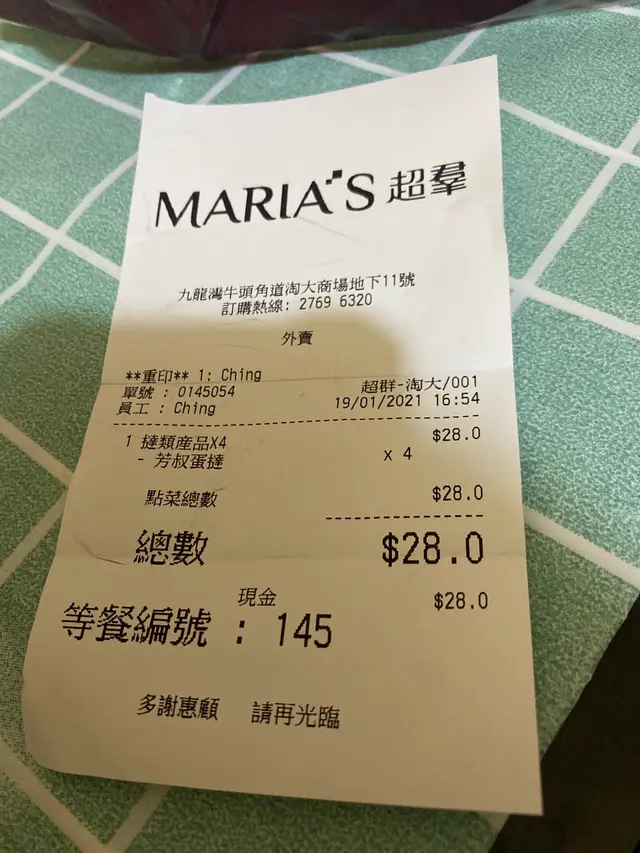 MARIA'S 超羣
九龍灣牛頭角道淘大商場地下11號
訂購熱線: 2769 6320
外賣
**重印** 1: Ching
單號 : 0145054 超群-淘大/001
員工 : Ching 19/01/2021 16:54
1 撻類産品X4 $28.0
- 芳叔蛋撻 x 4
點菜總數 $28.0
總數 $28.0
現金 $28.0
等餐編號 : 145
多謝惠顧 請再光臨